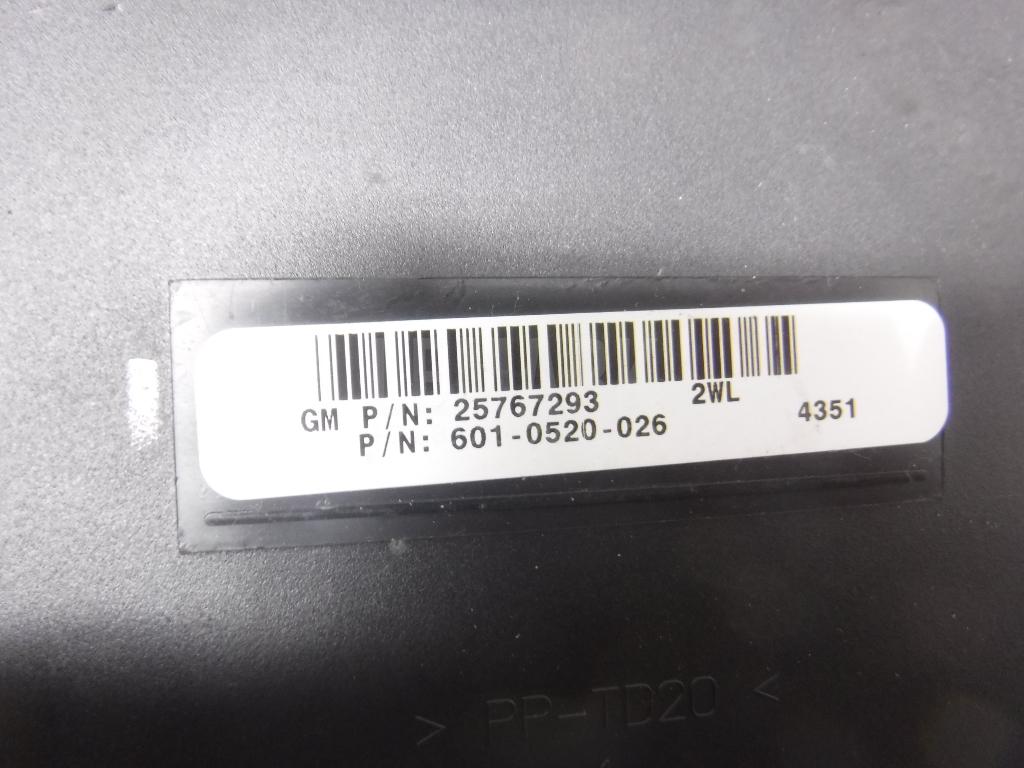 GM P/N: 25767293 2WL 4351
P/N: 601-0520-026
> PP-TD20 <